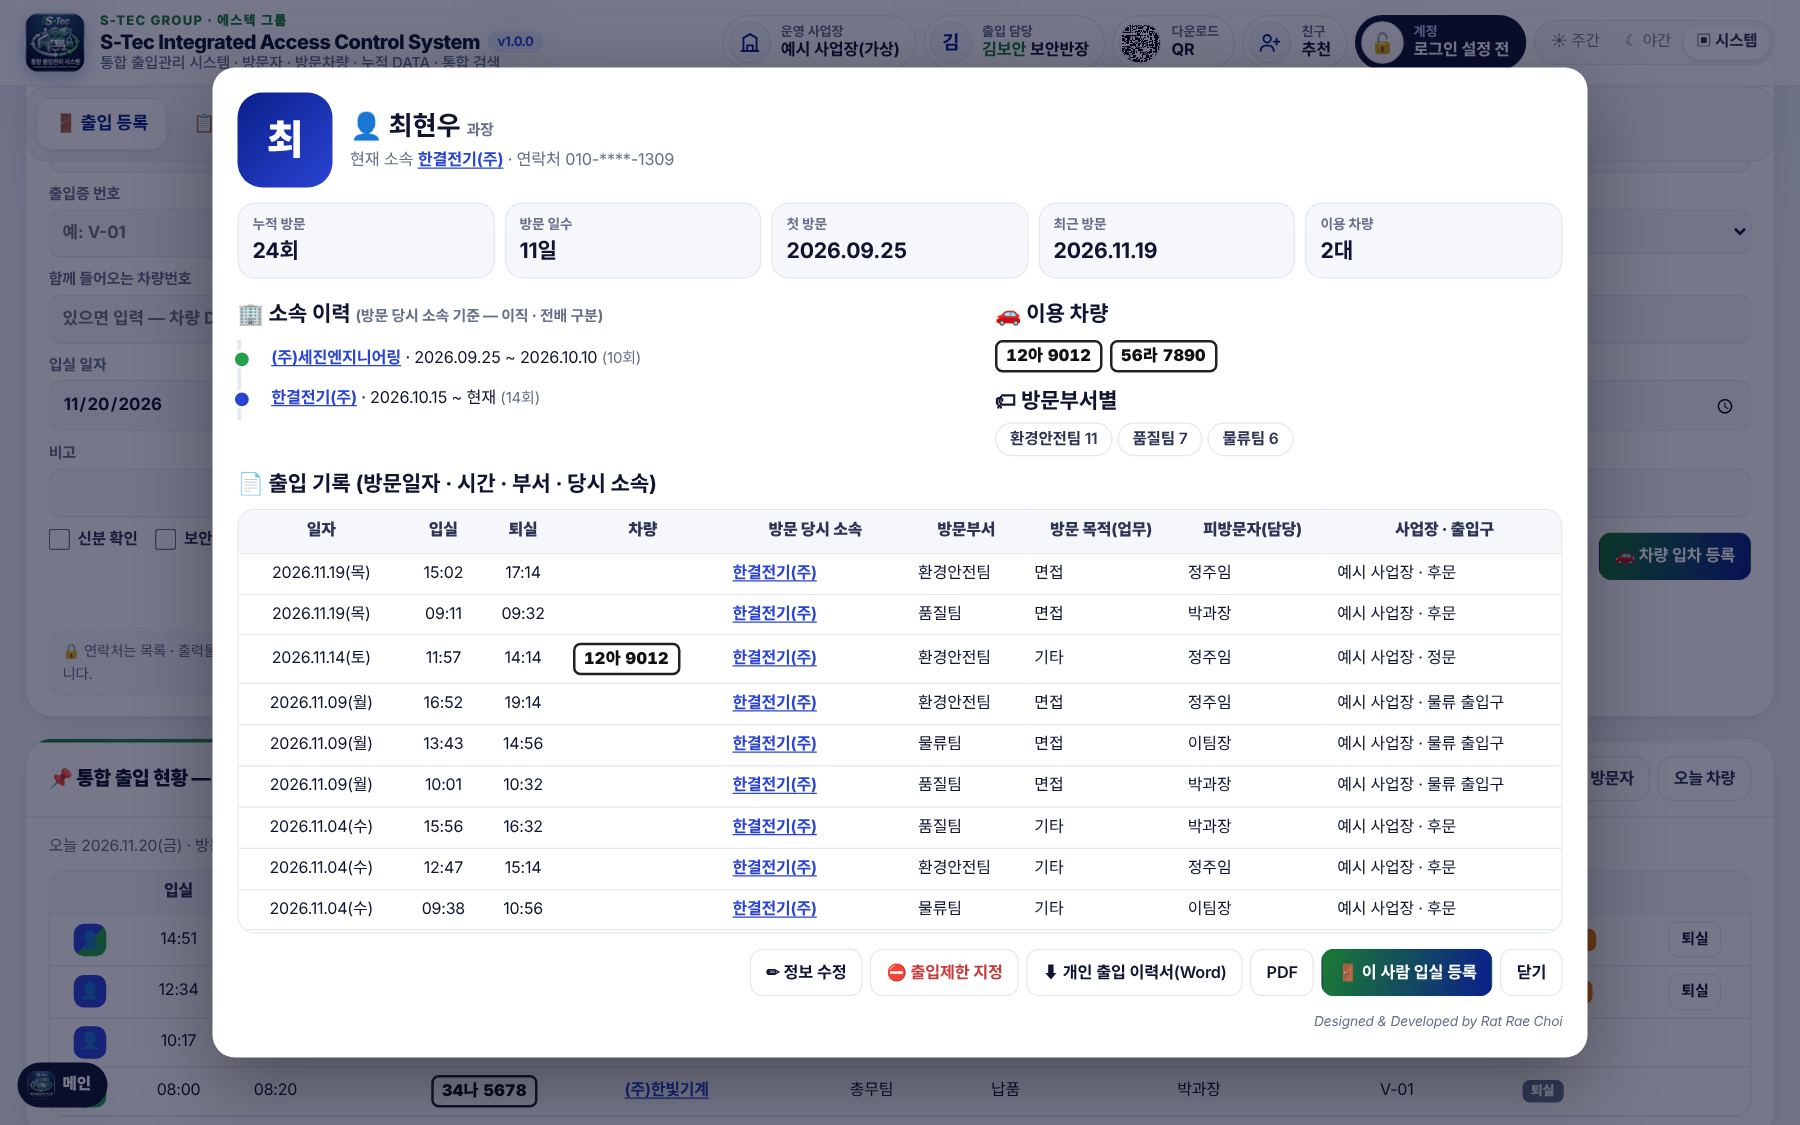 S-TEC GROUP · 에스텍 그룹
S-Tec Integrated Access Control System v1.0.0
통합 출입관리 시스템 · 방문자 · 방문차량 · 누적 DATA · 통합 검색
운영 사업장
예시 사업장(가상)
김
출입 담당
김보안 보안반장
다운로드
QR
친구
추천
계정
로그인 설정 전
주간
야간
시스템
출입 등록
출입증 번호
예: V-01
함께 들어오는 차량번호
있으면 입력 — 차량 D
입실 일자
11/20/2026
비고
신분 확인
보안
차량 입차 등록
연락처는 목록 · 출력물
니다.
통합 출입 현황 —
방문자
오늘 차량
오늘 2026.11.20(금) · 방
입실
14:51
퇴실
12:34
퇴실
10:17
메인
08:00 08:20 34나 5678 (주)한빛기계 총무팀 납품 박과장 V-01 퇴실
최
최현우 과장
현재 소속 한결전기(주) · 연락처 010-****-1309
누적 방문
24회
방문 일수
11일
첫 방문
2026.09.25
최근 방문
2026.11.19
이용 차량
2대
소속 이력 (방문 당시 소속 기준 — 이직 · 전배 구분)
(주)세진엔지니어링 · 2026.09.25 ~ 2026.10.10 (10회)
한결전기(주) · 2026.10.15 ~ 현재 (14회)
이용 차량
12아 9012 56라 7890
방문부서별
환경안전팀 11 품질팀 7 물류팀 6
출입 기록 (방문일자 · 시간 · 부서 · 당시 소속)
일자 입실 퇴실 차량 방문 당시 소속 방문부서 방문 목적(업무) 피방문자(담당) 사업장 · 출입구
2026.11.19(목) 15:02 17:14 한결전기(주) 환경안전팀 면접 정주임 예시 사업장 · 후문
2026.11.19(목) 09:11 09:32 한결전기(주) 품질팀 면접 박과장 예시 사업장 · 후문
2026.11.14(토) 11:57 14:14 12아 9012 한결전기(주) 환경안전팀 기타 정주임 예시 사업장 · 정문
2026.11.09(월) 16:52 19:14 한결전기(주) 환경안전팀 면접 정주임 예시 사업장 · 물류 출입구
2026.11.09(월) 13:43 14:56 한결전기(주) 물류팀 면접 이팀장 예시 사업장 · 물류 출입구
2026.11.09(월) 10:01 10:32 한결전기(주) 품질팀 면접 박과장 예시 사업장 · 물류 출입구
2026.11.04(수) 15:56 16:32 한결전기(주) 품질팀 기타 박과장 예시 사업장 · 후문
2026.11.04(수) 12:47 15:14 한결전기(주) 환경안전팀 기타 정주임 예시 사업장 · 후문
2026.11.04(수) 09:38 10:56 한결전기(주) 물류팀 기타 이팀장 예시 사업장 · 후문
정보 수정
출입제한 지정
개인 출입 이력서(Word)
PDF
이 사람 입실 등록
닫기
Designed & Developed by Rat Rae Choi